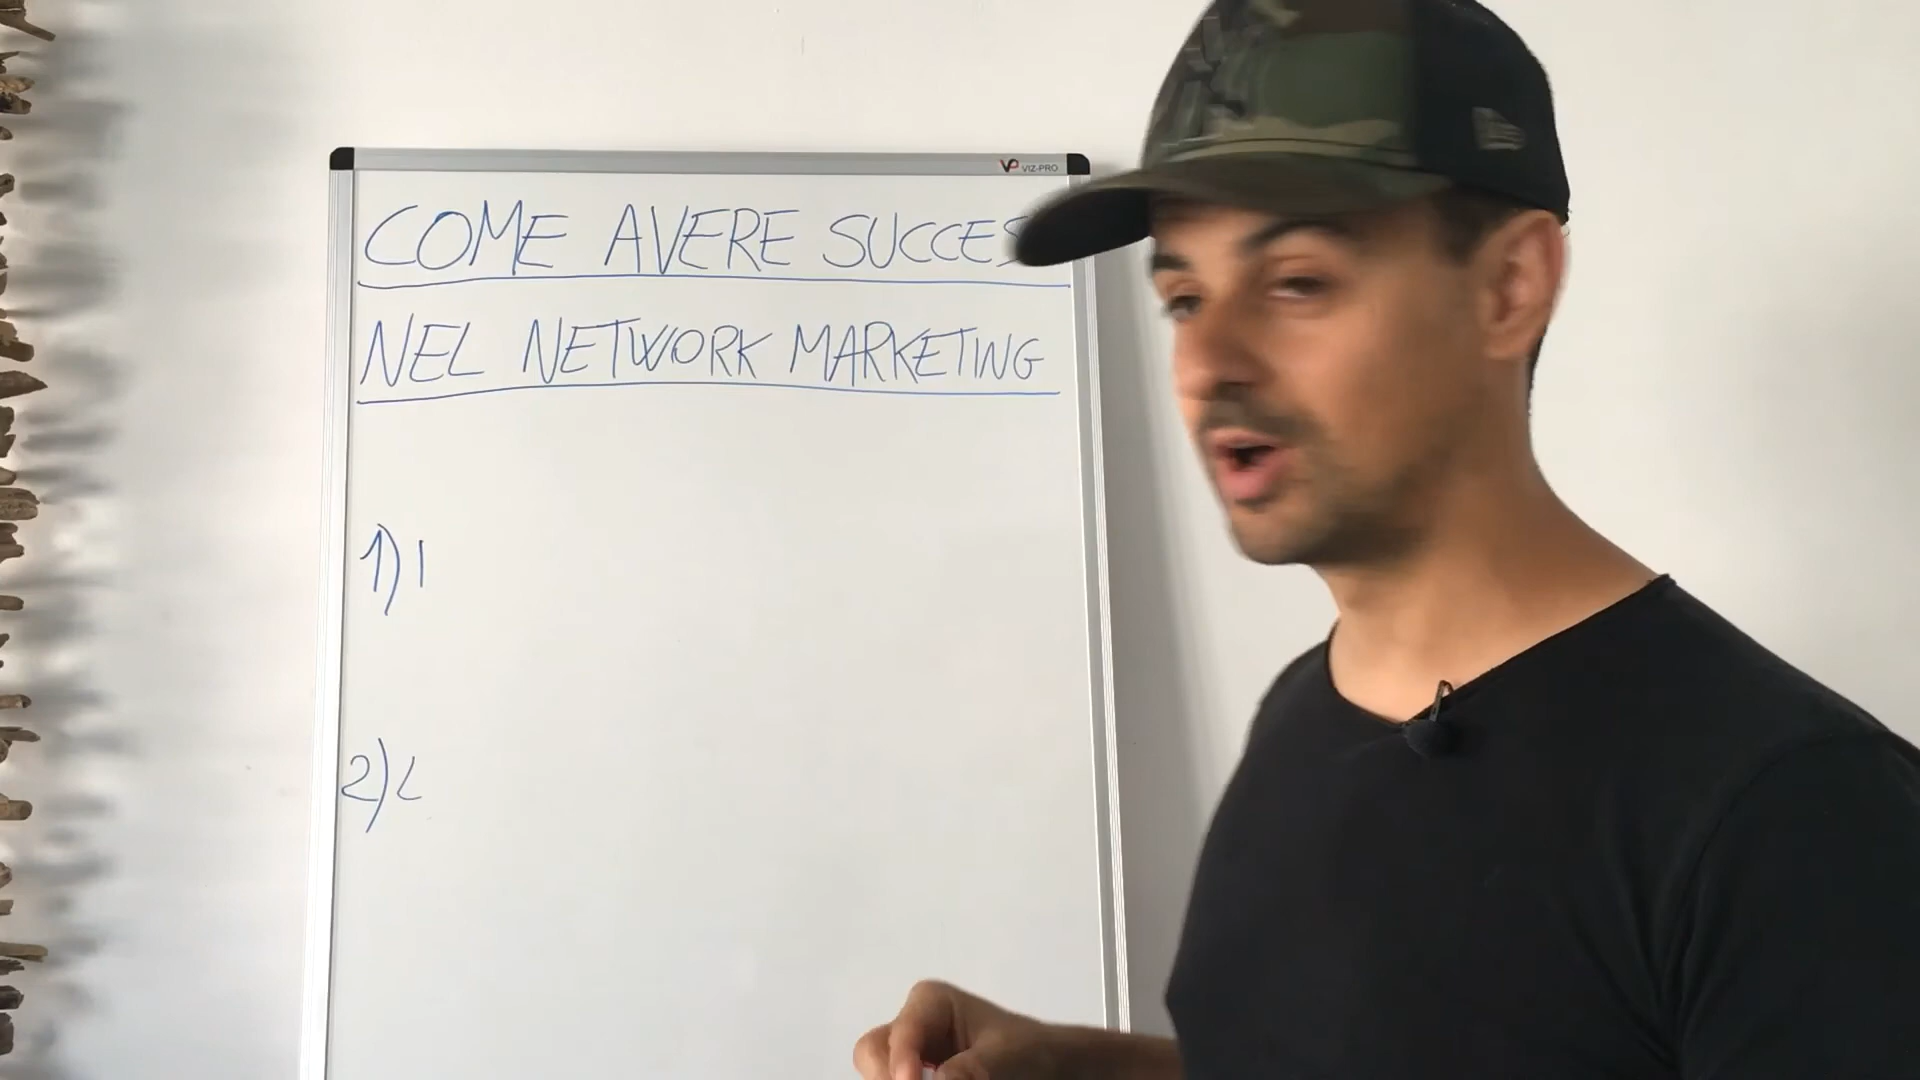 VIZ-PRO
COME AVERE SUCCES
NEL NETWORK MARKETING
1) I
2) L